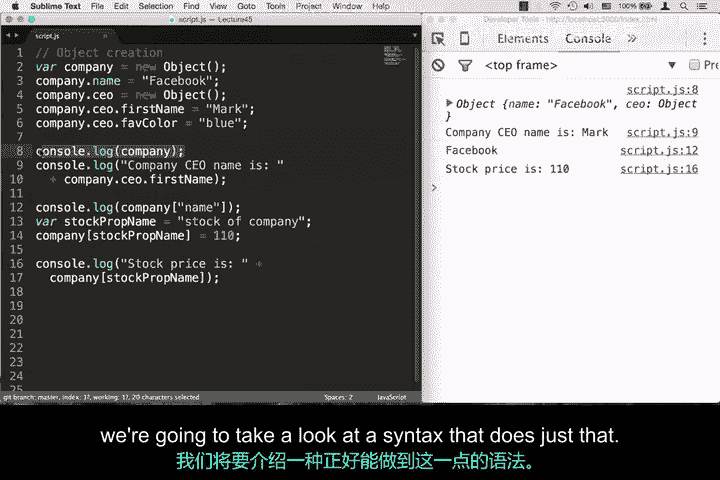 Sublime Text File Edit Selection Find View Goto Tools Project Window Help 100%
script.js — Lecture45
Developer Tools - http://localhost:3000/index.html
script.js
Elements Console »
<top frame> Pre
1 // Object creation
2 var company = new Object();
3 company.name = "Facebook";
4 company.ceo = new Object();
5 company.ceo.firstName = "Mark";
6 company.ceo.favColor = "blue";
7
8 console.log(company);
9 console.log("Company CEO name is: "
10 + company.ceo.firstName);
11
12 console.log(company["name"]);
13 var stockPropName = "stock of company";
14 company[stockPropName] = 110;
15
16 console.log("Stock price is: " +
17 company[stockPropName]);
18
19
20
21
22
23
24
25
script.js:8
Object {name: "Facebook", ceo: Object
}
Company CEO name is: Mark script.js:9
Facebook script.js:12
Stock price is: 110 script.js:16
>
git branch: master, index: 1?, working: 1?, 20 characters selected Spaces: 2 JavaScript
we're going to take a look at a syntax that does just that.
我们将要介绍一种正好能做到这一点的语法。